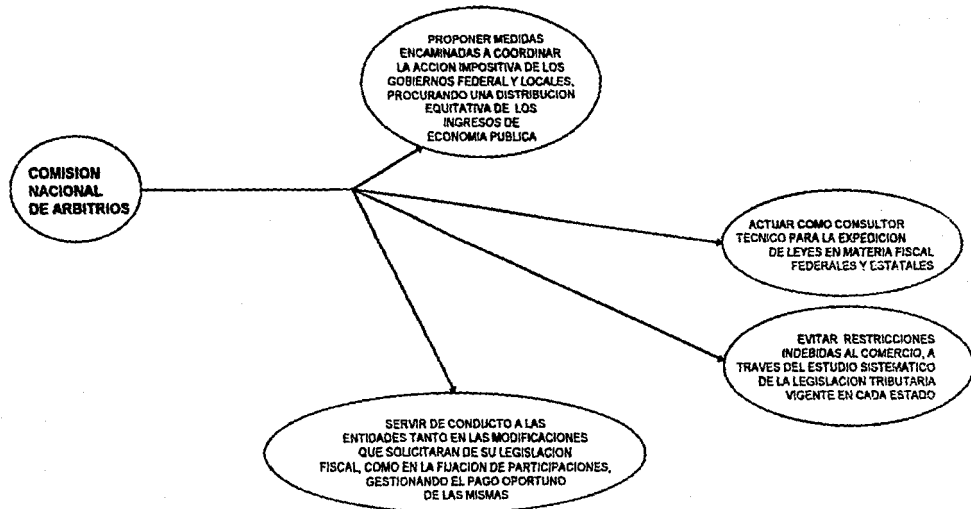 PROPONER MEDIDAS
ENCAMINADAS A COORDINAR
LA ACCION IMPOSITIVA DE LOS
GOBIERNOS FEDERAL Y LOCALES,
PROCURANDO UNA DISTRIBUCION
EQUITATIVA DE LOS
INGRESOS DE
ECONOMIA PUBLICA
COMISION
NACIONAL
DE ARBITRIOS
ACTUAR COMO CONSULTOR
TECNICO PARA LA EXPEDICION
DE LEYES EN MATERIA FISCAL
FEDERALES Y ESTATALES
EVITAR RESTRICCIONES
INDEBIDAS AL COMERCIO, A
TRAVES DEL ESTUDIO SISTEMATICO
DE LA LEGISLACION TRIBUTARIA
VIGENTE EN CADA ESTADO
SERVIR DE CONDUCTO A LAS
ENTIDADES TANTO EN LAS MODIFICACIONES
QUE SOLICITARAN DE SU LEGISLACION
FISCAL, COMO EN LA FIJACION DE PARTICIPACIONES,
GESTIONANDO EL PAGO OPORTUNO
DE LAS MISMAS